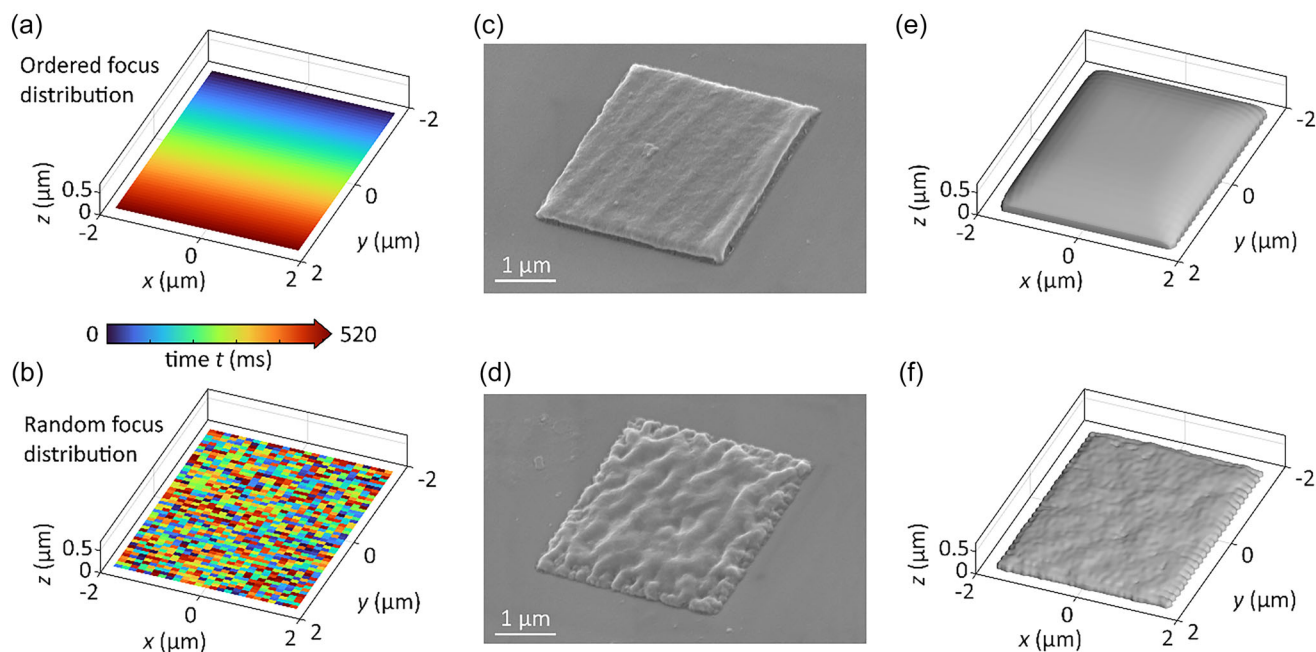 (a)
Ordered focus
distribution
-2
0
y (µm)
2
z (µm)
0.5
0
-2
0
x (µm)
2
(c)
1 µm
(e)
-2
0
y (µm)
2
z (µm)
0.5
0
-2
0
x (µm)
2
0
520
time t (ms)
(b)
Random focus
distribution
-2
0
y (µm)
2
z (µm)
0.5
0
-2
0
x (µm)
2
(d)
1 µm
(f)
-2
0
y (µm)
2
z (µm)
0.5
0
-2
0
x (µm)
2